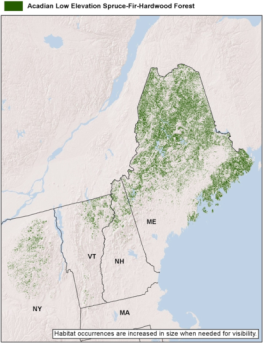 Acadian Low Elevation Spruce-Fir-Hardwood Forest
ME
VT
NH
NY
MA
Habitat occurrences are increased in size when needed for visibility.